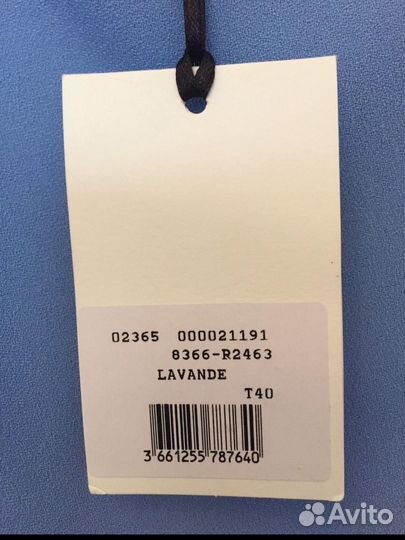 02365 000021191
8366-R2463
LAVANDE
T40
3 661255 787640
Avito